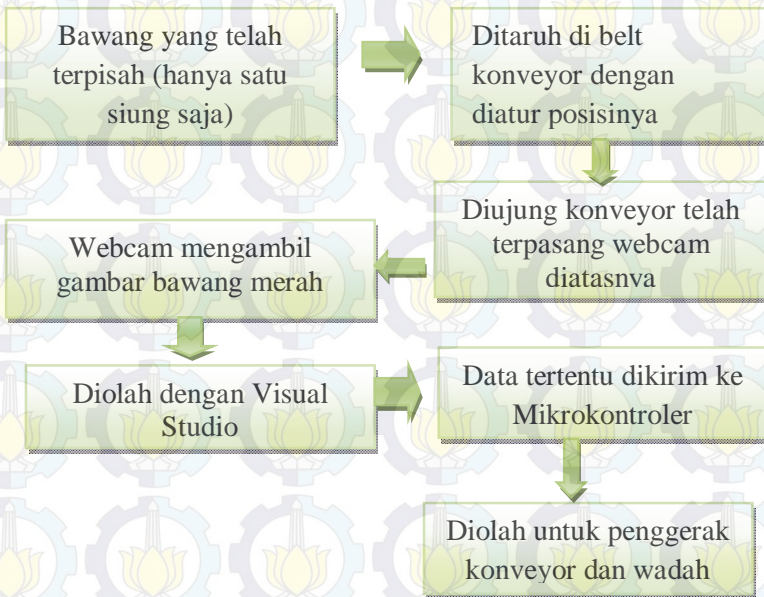 Bawang yang telah
terpisah (hanya satu
siung saja)
Ditaruh di belt
konveyor dengan
diatur posisinya
Diujung konveyor telah
terpasang webcam
diatasnya
Webcam mengambil
gambar bawang merah
Diolah dengan Visual
Studio
Data tertentu dikirim ke
Mikrokontroler
Diolah untuk penggerak
konveyor dan wadah